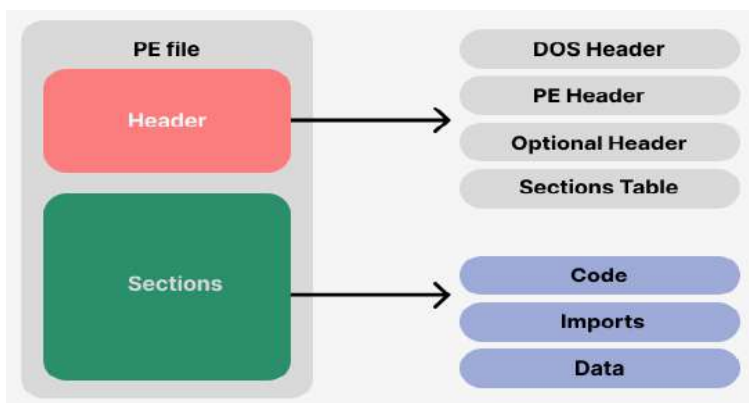 PE file
Header
Sections
DOS Header
PE Header
Optional Header
Sections Table
Code
Imports
Data